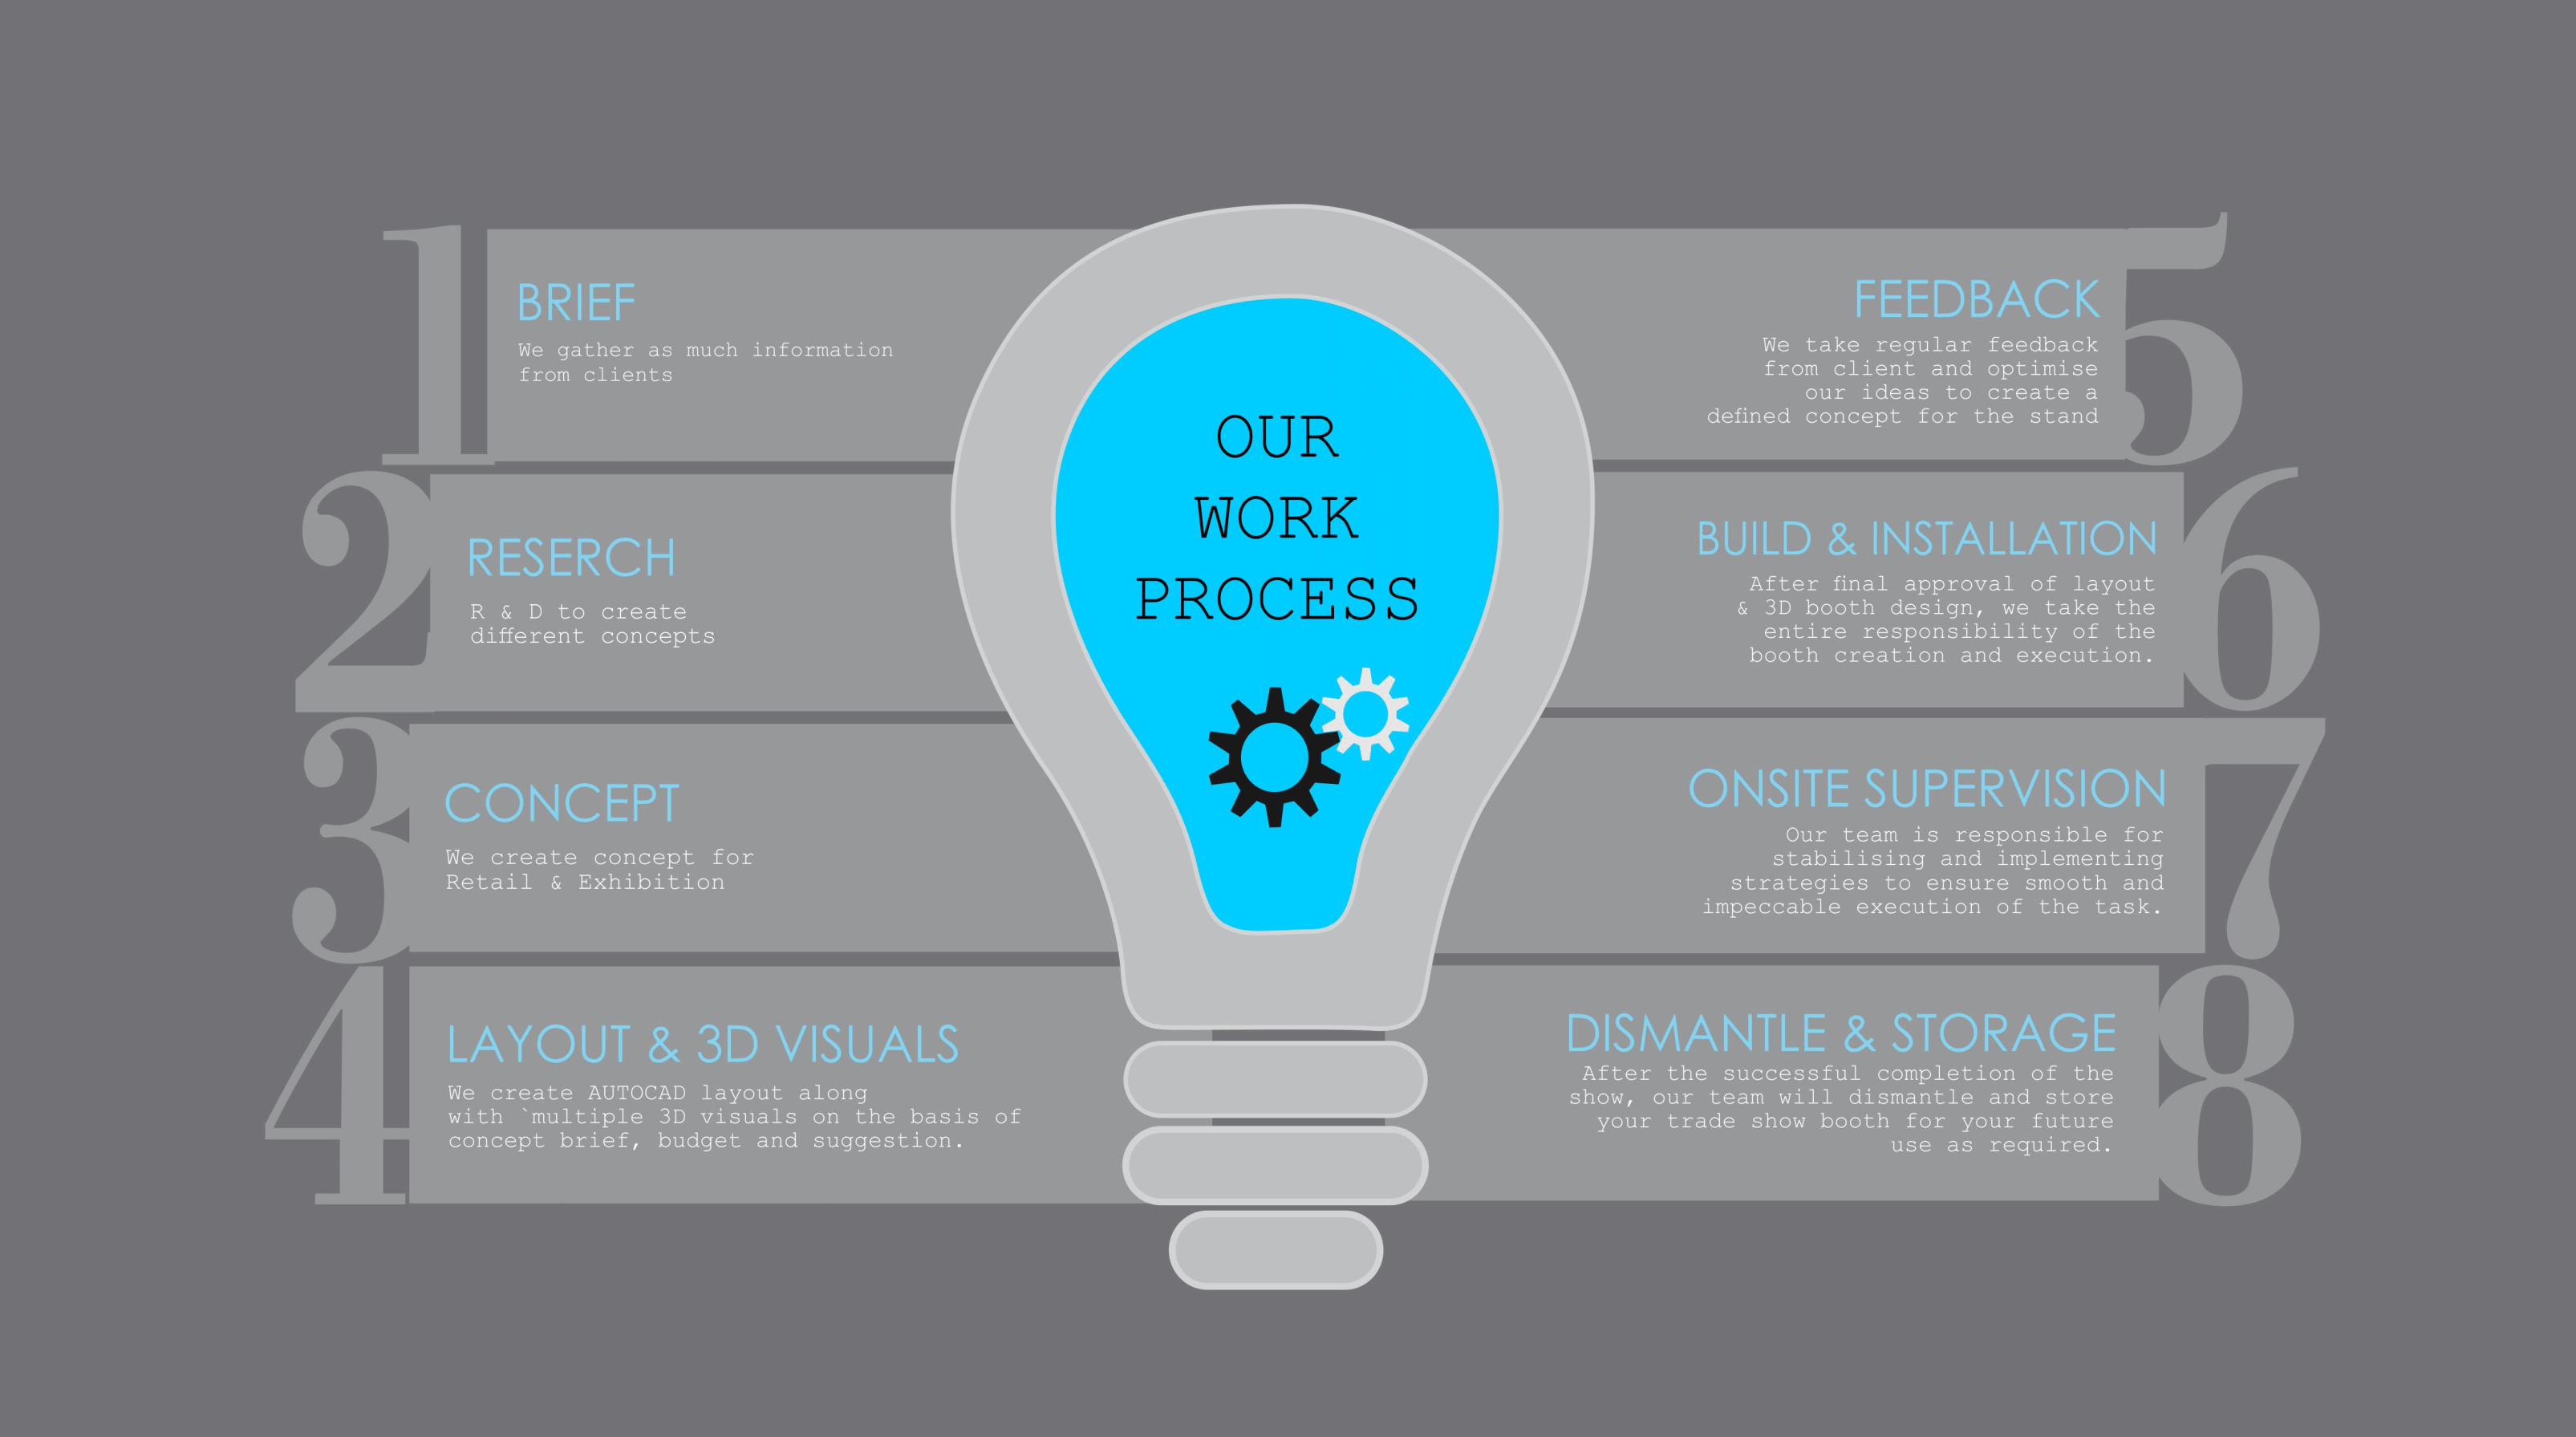 1
BRIEF
We gather as much information
from clients
2
RESERCH
R & D to create
different concepts
3
CONCEPT
We create concept for
Retail & Exhibition
4
LAYOUT & 3D VISUALS
We create AUTOCAD layout along
with `multiple 3D visuals on the basis of
concept brief, budget and suggestion.
OUR
WORK
PROCESS
5
FEEDBACK
We take regular feedback
from client and optimise
our ideas to create a
defined concept for the stand
6
BUILD & INSTALLATION
After final approval of layout
& 3D booth design, we take the
entire responsibility of the
booth creation and execution.
7
ONSITE SUPERVISION
Our team is responsible for
stabilising and implementing
strategies to ensure smooth and
impeccable execution of the task.
8
DISMANTLE & STORAGE
After the successful completion of the
show, our team will dismantle and store
your trade show booth for your future
use as required.